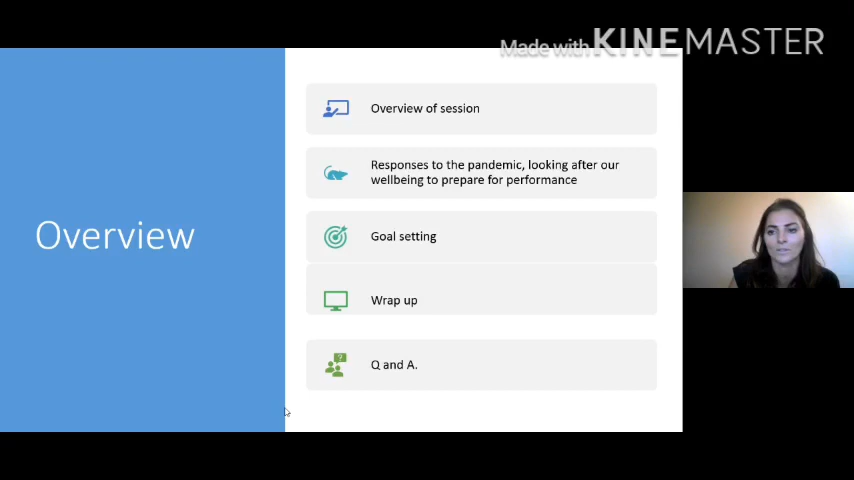 Made with KINEMASTER
Overview of session
Responses to the pandemic, looking after our
wellbeing to prepare for performance
Overview
Goal setting
Wrap up
?
Q and A.